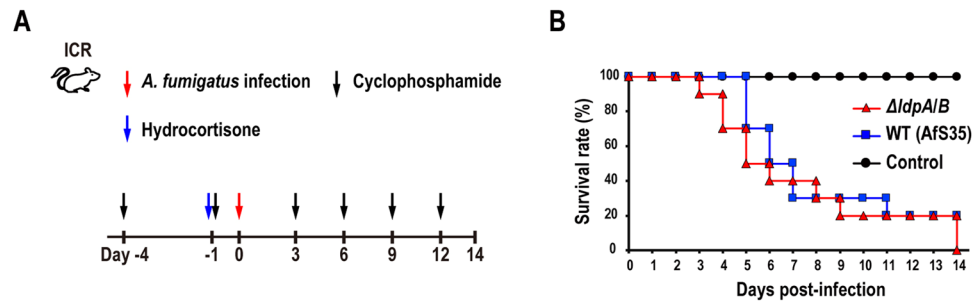 A
ICR
A. fumigatus infection
Cyclophosphamide
Hydrocortisone
Day -4 -1 0 3 6 9 12 14
B
Survival rate (%)
100
80
60
40
20
0
ΔldpA/B
WT (AfS35)
Control
0 1 2 3 4 5 6 7 8 9 10 11 12 13 14
Days post-infection